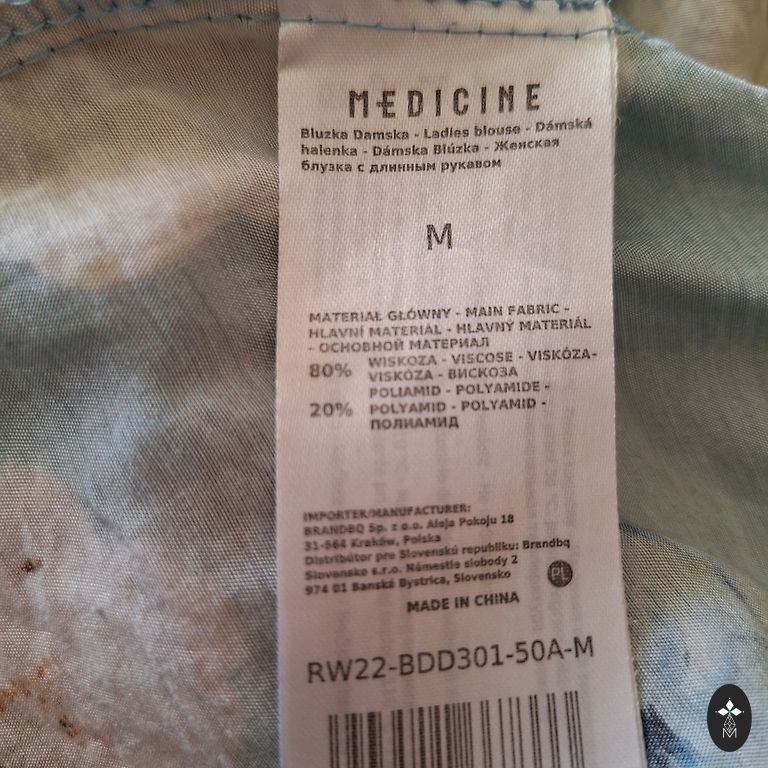 MEDICINE
Bluzka Damska - Ladies blouse - Dámská
halenka - Dámska Blúzka - Женская
блузка с длинным рукавом
M
MATERIAŁ GŁÓWNY - MAIN FABRIC -
HLAVNÍ MATERIÁL - HLAVNÝ MATERIÁL
- ОСНОВНОЙ МАТЕРИАЛ
80% WISKOZA - VISCOSE - VISKÓZA-
VISKÓZA - ВИСКОЗА
POLIAMID - POLYAMIDE -
20% POLYAMID - POLYAMID -
ПОЛИАМИД
IMPORTER/MANUFACTURER:
BRANDBQ Sp. z o.o. Aleja Pokoju 18
31-564 Kraków, Polska
Distribútor pro Slovenskú republiku: Brandbq
Slovensko s.r.o. Námestie slobody 2
974 01 Banská Bystrica, Slovensko
PL
MADE IN CHINA
RW22-BDD301-50A-M
M